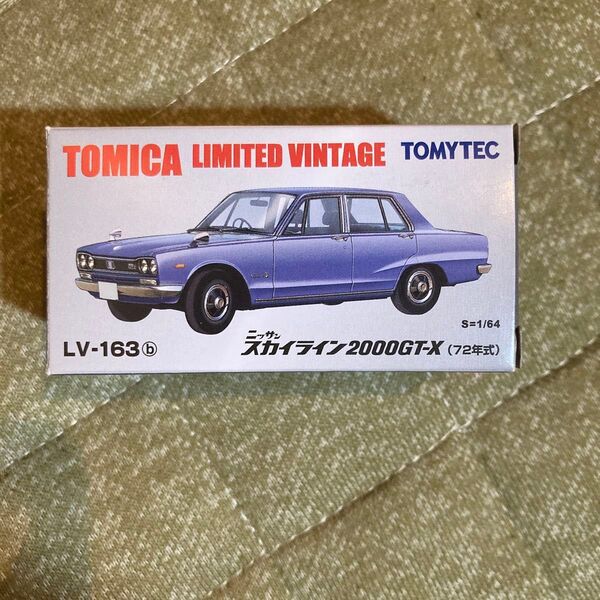 TOMICA LIMITED VINTAGE TOMYTEC
S=1/64
LV-163ⓑ ニッサン スカイライン2000GT-X (72年式)